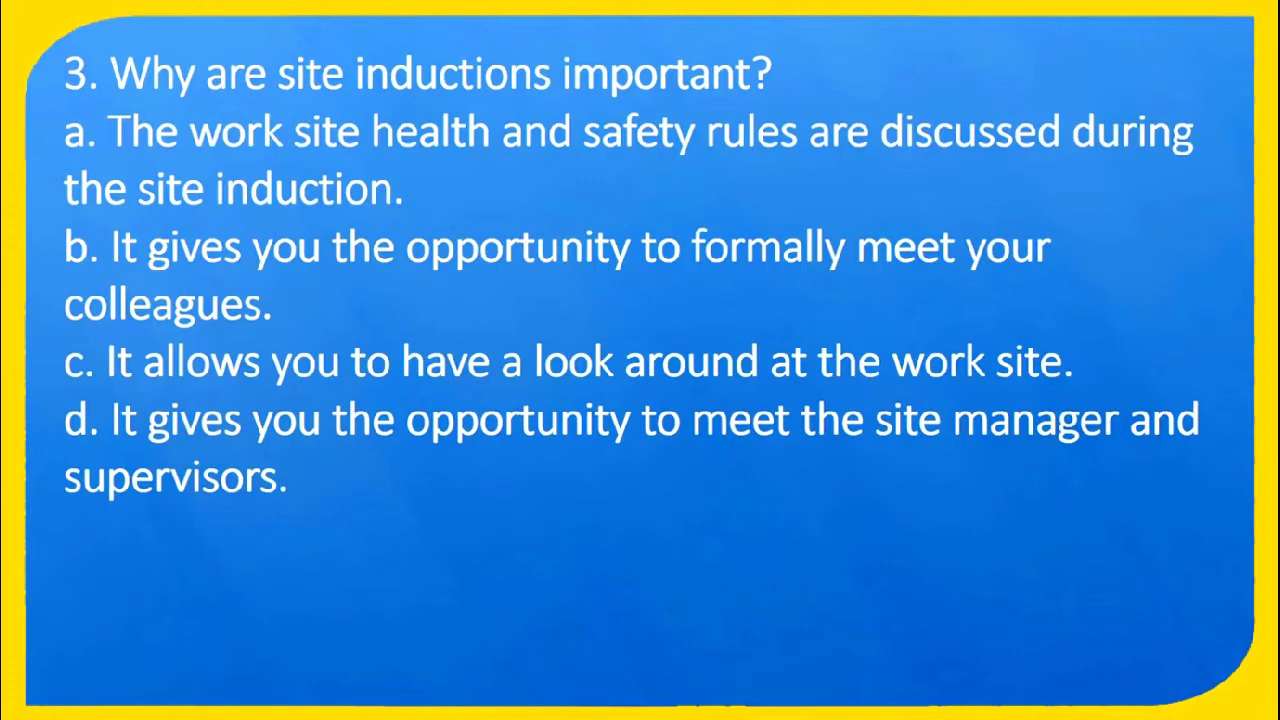 3. Why are site inductions important?
a. The work site health and safety rules are discussed during
the site induction.
b. It gives you the opportunity to formally meet your
colleagues.
c. It allows you to have a look around at the work site.
d. It gives you the opportunity to meet the site manager and
supervisors.